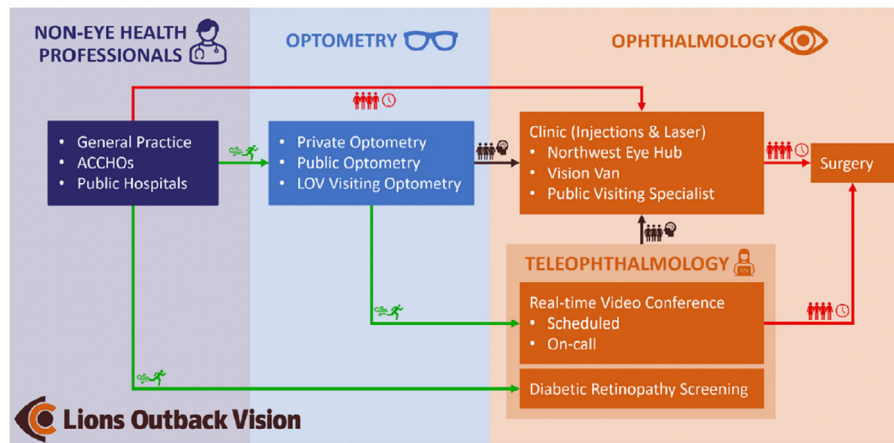 NON-EYE HEALTH
PROFESSIONALS
OPTOMETRY
OPHTHALMOLOGY
• General Practice
• ACCHOs
• Public Hospitals
• Private Optometry
• Public Optometry
• LOV Visiting Optometry
Clinic (Injections & Laser)
• Northwest Eye Hub
• Vision Van
• Public Visiting Specialist
Surgery
TELEOPHTHALMOLOGY
Real-time Video Conference
• Scheduled
• On-call
Diabetic Retinopathy Screening
Lions Outback Vision